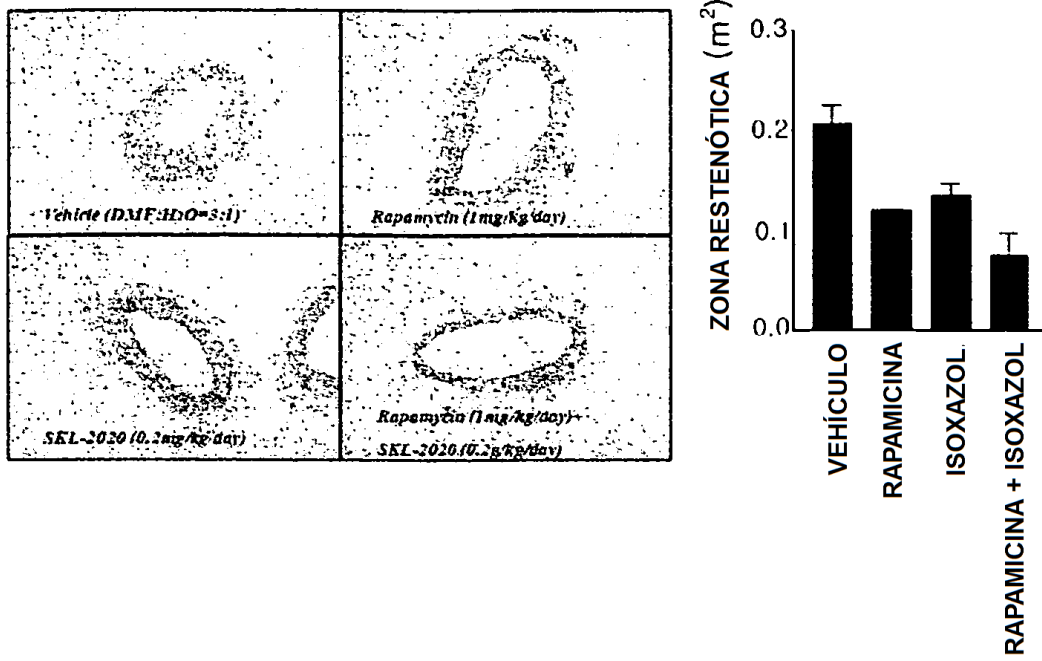 Vehicle (DMF:H2O=3:1)
Rapamycin (1mg/kg/day)
SKL-2020 (0.2mg/kg/day)
Rapamycin (1mg/kg/day)+
SKL-2020 (0.2g/kg/day)
ZONA RESTENÓTICA (m²)
0.3
0.2
0.1
0.0
VEHÍCULO
RAPAMICINA
ISOXAZOL
RAPAMICINA + ISOXAZOL